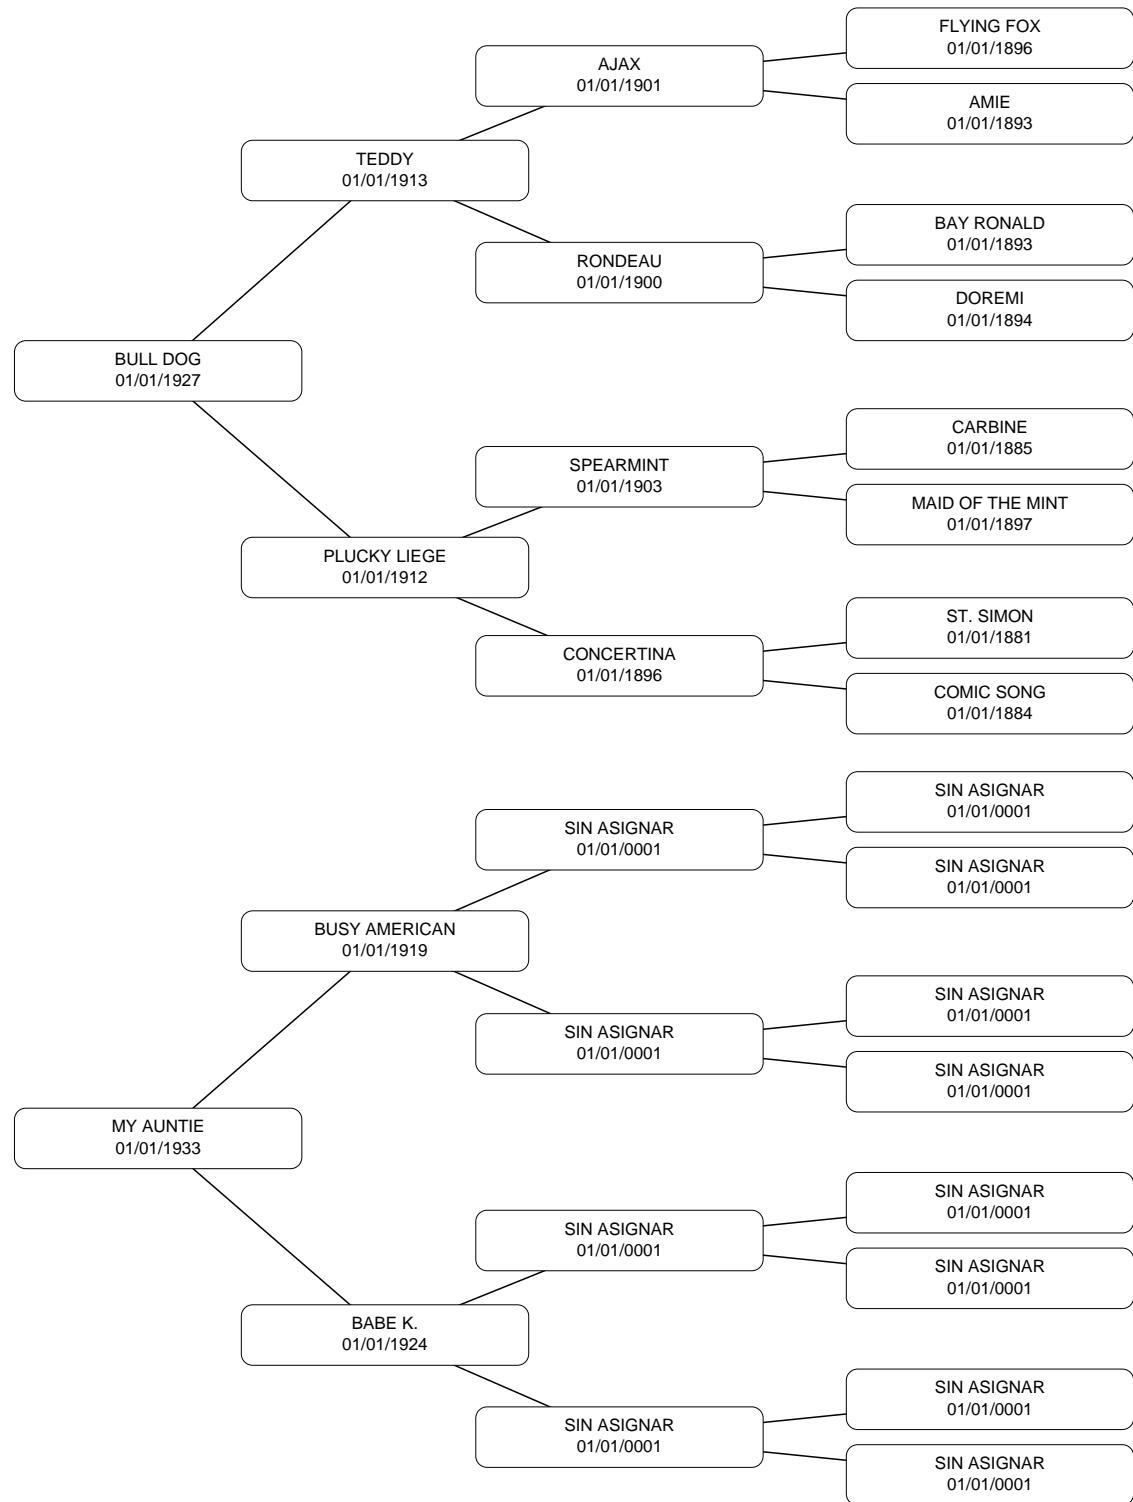 FLYING FOX
01/01/1896
AJAX
01/01/1901
AMIE
01/01/1893
TEDDY
01/01/1913
BAY RONALD
01/01/1893
RONDEAU
01/01/1900
DOREMI
01/01/1894
BULL DOG
01/01/1927
CARBINE
01/01/1885
SPEARMINT
01/01/1903
MAID OF THE MINT
01/01/1897
PLUCKY LIEGE
01/01/1912
ST. SIMON
01/01/1881
CONCERTINA
01/01/1896
COMIC SONG
01/01/1884
SIN ASIGNAR
01/01/0001
SIN ASIGNAR
01/01/0001
SIN ASIGNAR
01/01/0001
BUSY AMERICAN
01/01/1919
SIN ASIGNAR
01/01/0001
SIN ASIGNAR
01/01/0001
SIN ASIGNAR
01/01/0001
MY AUNTIE
01/01/1933
SIN ASIGNAR
01/01/0001
SIN ASIGNAR
01/01/0001
SIN ASIGNAR
01/01/0001
BABE K.
01/01/1924
SIN ASIGNAR
01/01/0001
SIN ASIGNAR
01/01/0001
SIN ASIGNAR
01/01/0001